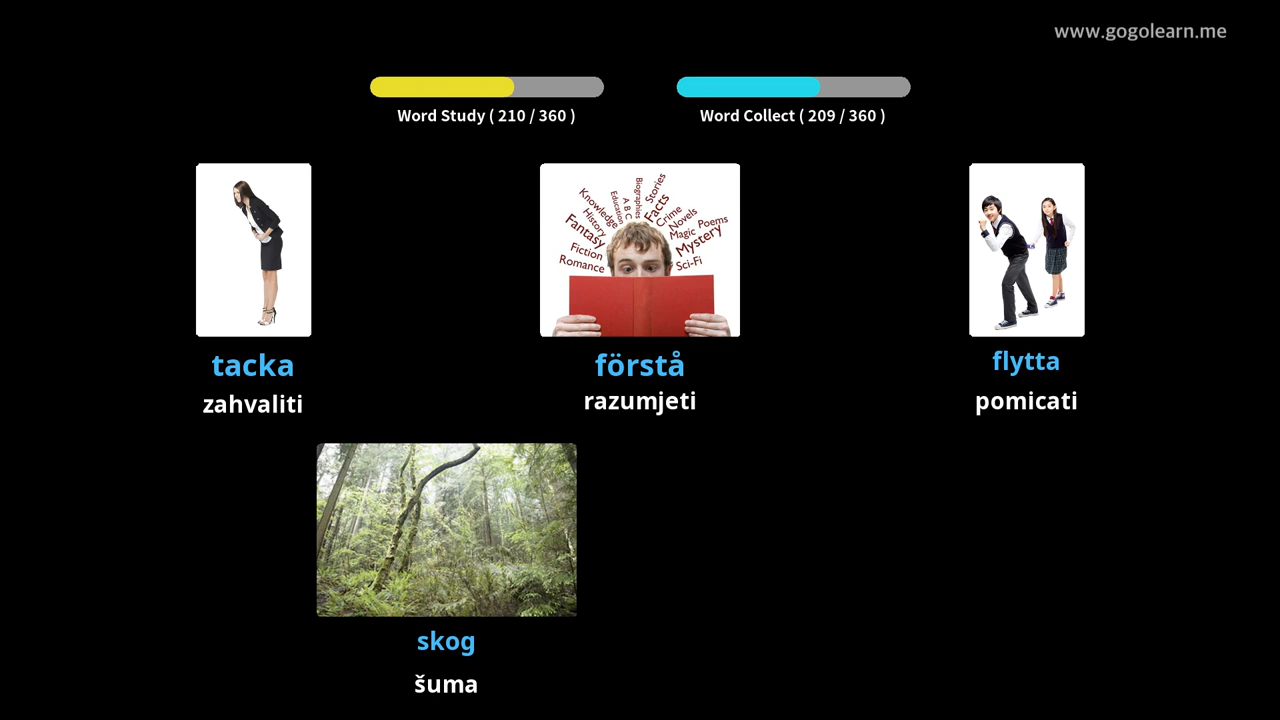 www.gogolearn.me
Word Study ( 210 / 360 )
Word Collect ( 209 / 360 )
Knowledge
History
Fantasy
Fiction
Romance
Education
A B C
Biographies
Stories
Facts
Crime
Novels
Magic
Poems
Mystery
Sci-Fi
tacka
zahvaliti
förstå
razumjeti
flytta
pomicati
skog
šuma